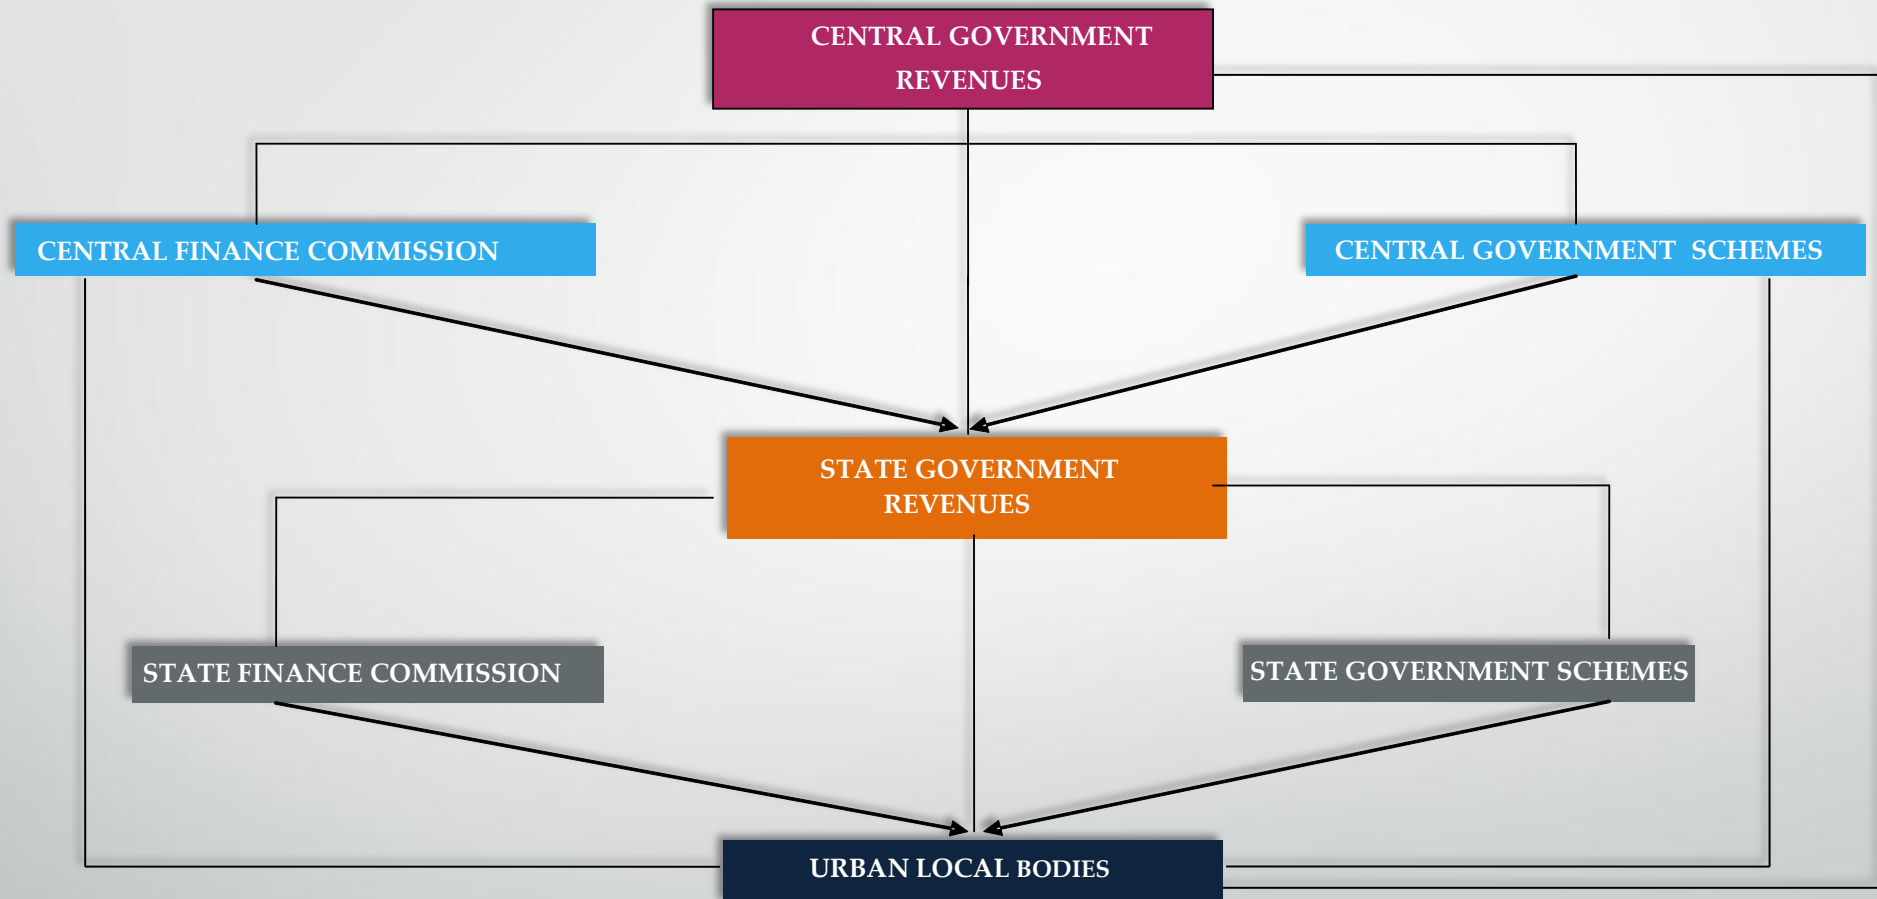 CENTRAL GOVERNMENT
REVENUES
CENTRAL FINANCE COMMISSION
CENTRAL GOVERNMENT SCHEMES
STATE GOVERNMENT
REVENUES
STATE FINANCE COMMISSION
STATE GOVERNMENT SCHEMES
URBAN LOCAL BODIES